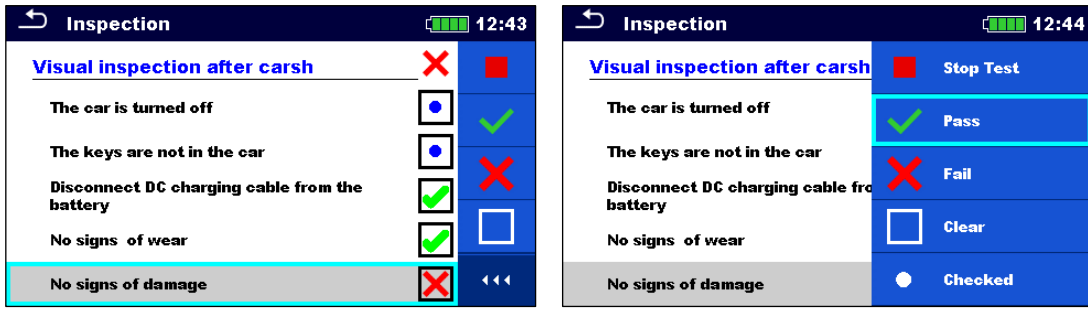 Inspection 12:43
Visual inspection after carsh
The car is turned off
The keys are not in the car
Disconnect DC charging cable from the
battery
No signs of wear
No signs of damage
Inspection 12:44
Visual inspection after carsh
The car is turned off
The keys are not in the car
Disconnect DC charging cable fro
battery
No signs of wear
No signs of damage
Stop Test
Pass
Fail
Clear
Checked